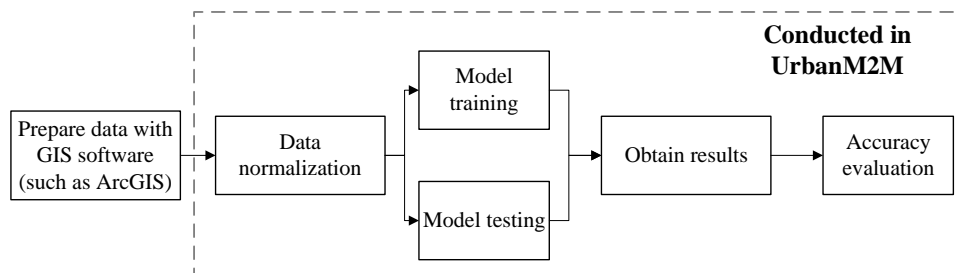 Conducted in
UrbanM2M
Prepare data with
GIS software
(such as ArcGIS)
Data
normalization
Model
training
Model testing
Obtain results
Accuracy
evaluation